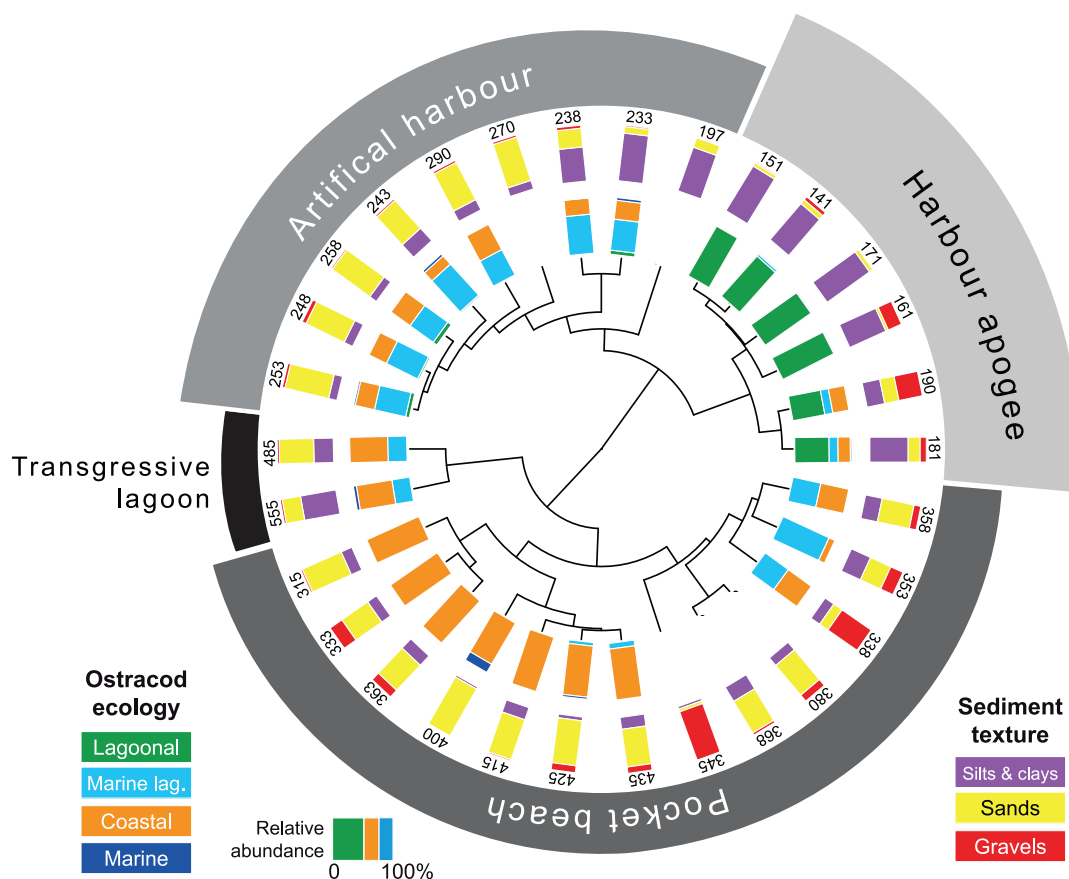 Artifical harbour
Harbour apogee
Transgressive
lagoon
Pocket beach
253
248
258
243
290
270
238
233
197
151
141
171
161
190
181
358
353
338
380
368
345
435
425
415
400
363
333
315
555
485
Ostracod
ecology
Lagoonal
Marine lag.
Coastal
Marine
Relative
abundance
0 100%
Sediment
texture
Silts & clays
Sands
Gravels